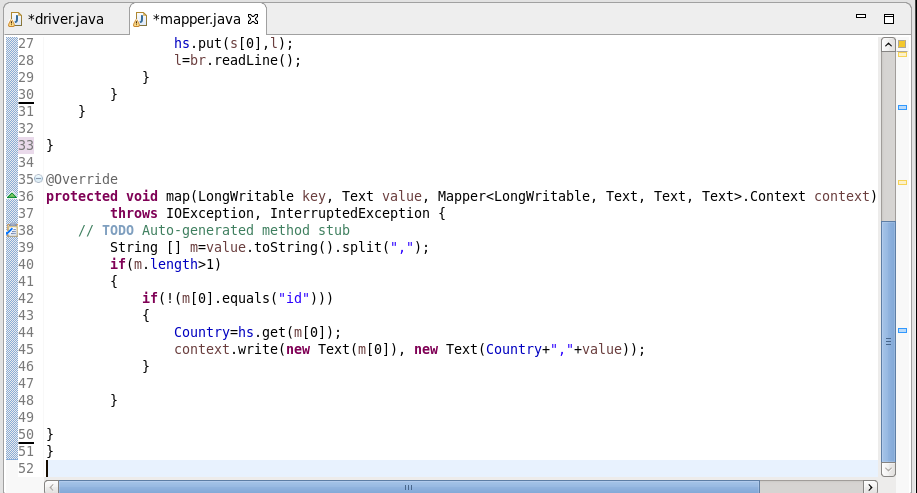 *driver.java *mapper.java
27 hs.put(s[0],l);
28 l=br.readLine();
29 }
30 }
31 }
32
33 }
34
35 @Override
36 protected void map(LongWritable key, Text value, Mapper<LongWritable, Text, Text, Text>.Context context)
37 throws IOException, InterruptedException {
38 // TODO Auto-generated method stub
39 String [] m=value.toString().split(",");
40 if(m.length>1)
41 {
42 if(!(m[0].equals("id")))
43 {
44 Country=hs.get(m[0]);
45 context.write(new Text(m[0]), new Text(Country+","+value));
46 }
47
48 }
49
50 }
51 }
52